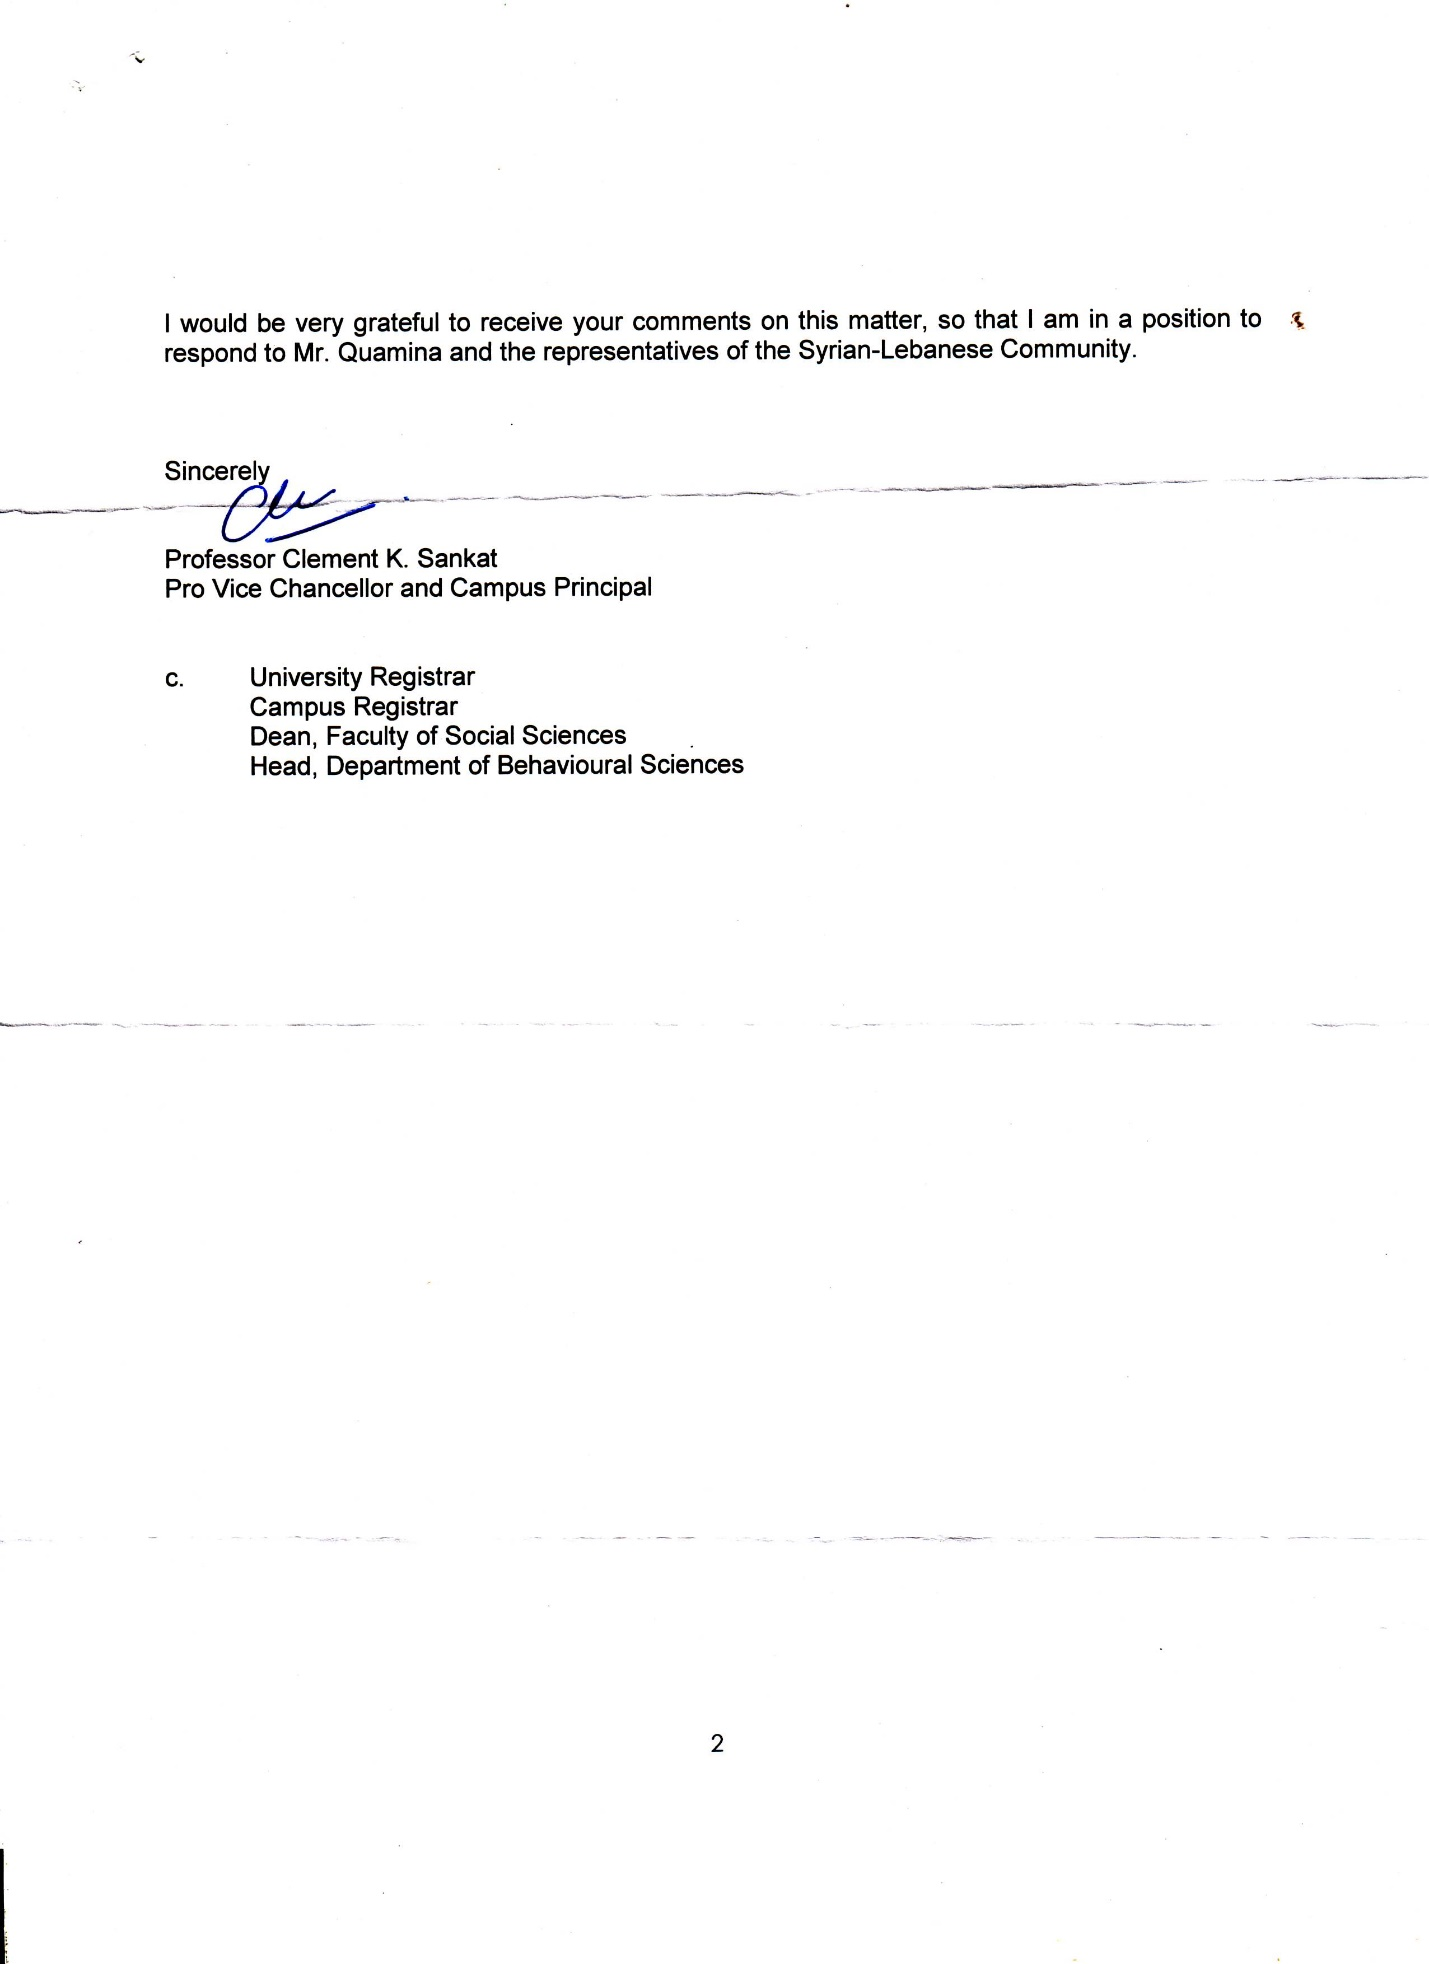 I would be very grateful to receive your comments on this matter, so that I am in a position to
respond to Mr. Quamina and the representatives of the Syrian-Lebanese Community.
Sincerely
Professor Clement K. Sankat
Pro Vice Chancellor and Campus Principal
c. University Registrar
Campus Registrar
Dean, Faculty of Social Sciences
Head, Department of Behavioural Sciences
2